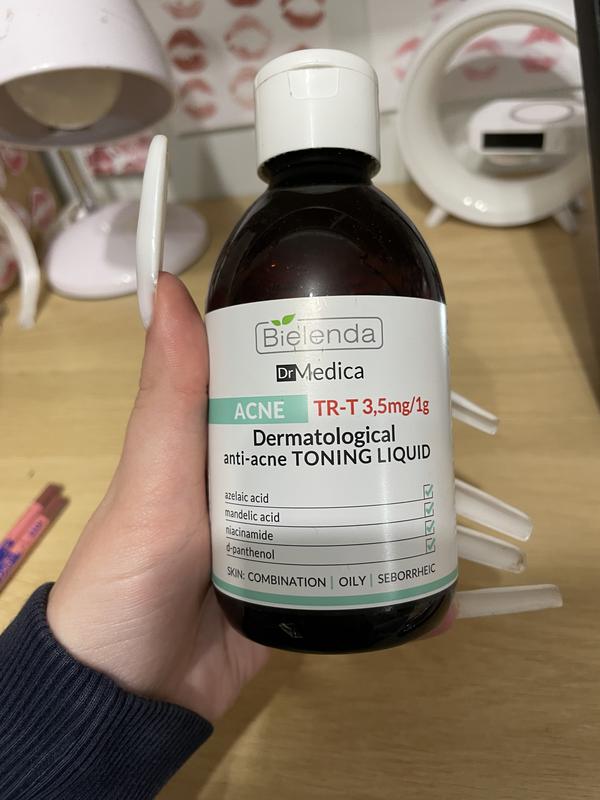 Bielenda
DrMedica
ACNE TR-T 3,5mg/1g
Dermatological
anti-acne TONING LIQUID
azelaic acid
mandelic acid
niacinamide
d-panthenol
SKIN: COMBINATION | OILY | SEBORRHEIC